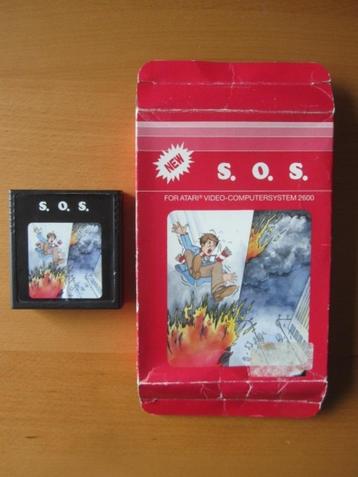 NEW
S. O. S.
FOR ATARI® VIDEO-COMPUTERSYSTEM 2600
S. O. S.